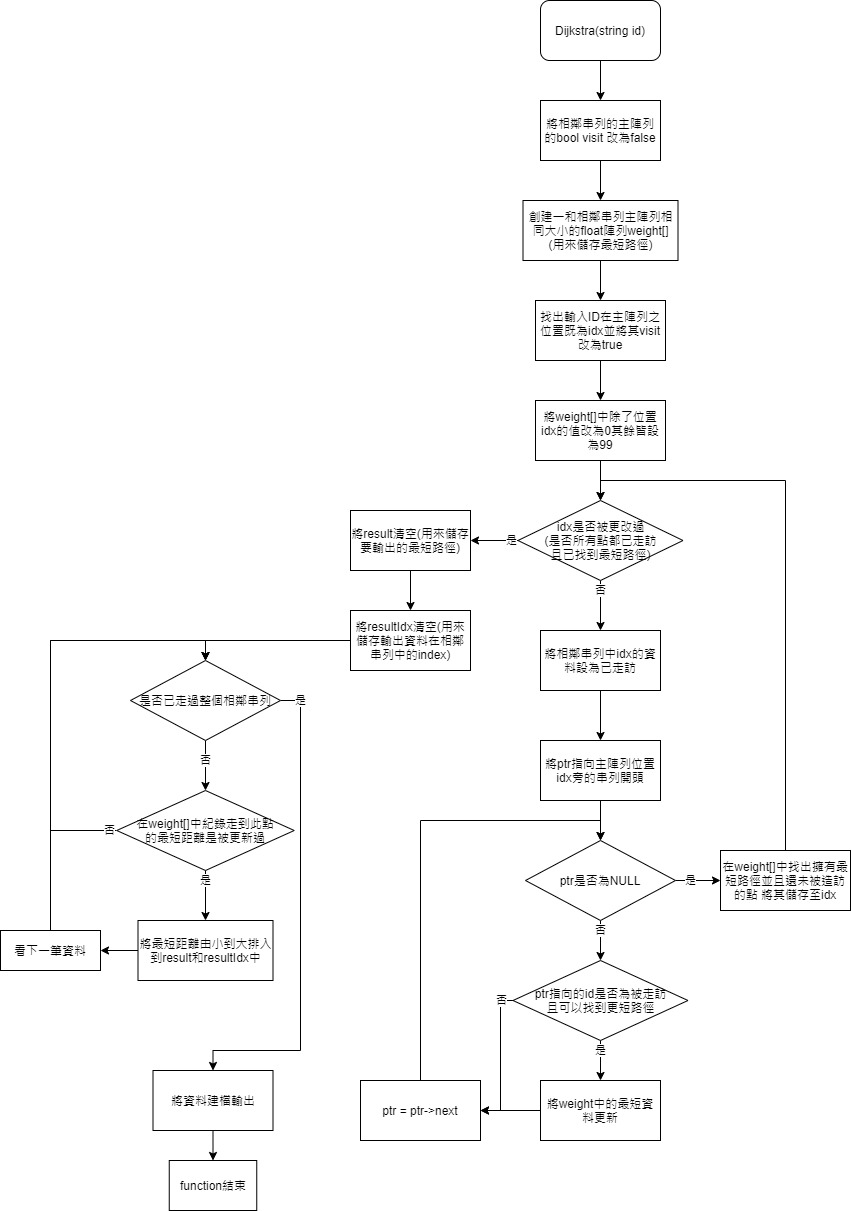 Dijkstra(string id)
將相鄰串列的主陣列
的bool visit 改為false
創建一和相鄰串列主陣列相
同大小的float陣列weight[]
(用來儲存最短路徑)
找出輸入ID在主陣列之
位置既為idx並將其visit
改為true
將weight[]中除了位置
idx的值改為0其餘皆設
為99
idx是否被更改過
(是否所有點都已走訪
且已找到最短路徑)
是
否
將result清空(用來儲存
要輸出的最短路徑)
將resultIdx清空(用來
儲存輸出資料在相鄰
串列中的index)
是否已走過整個相鄰串列
是
否
在weight[]中紀錄走到此點
的最短距離是被更新過
否
是
將最短距離由小到大排入
到result和resultIdx中
看下一筆資料
將資料建檔輸出
function結束
將相鄰串列中idx的資
料設為已走訪
將ptr指向主陣列位置
idx旁的串列開頭
ptr是否為NULL
是
在weight[]中找出擁有最
短路徑並且還未被造訪
的點 將其儲存至idx
否
ptr指向的id是否為被走訪
且可以找到更短路徑
否
是
將weight中的最短資
料更新
ptr = ptr->next